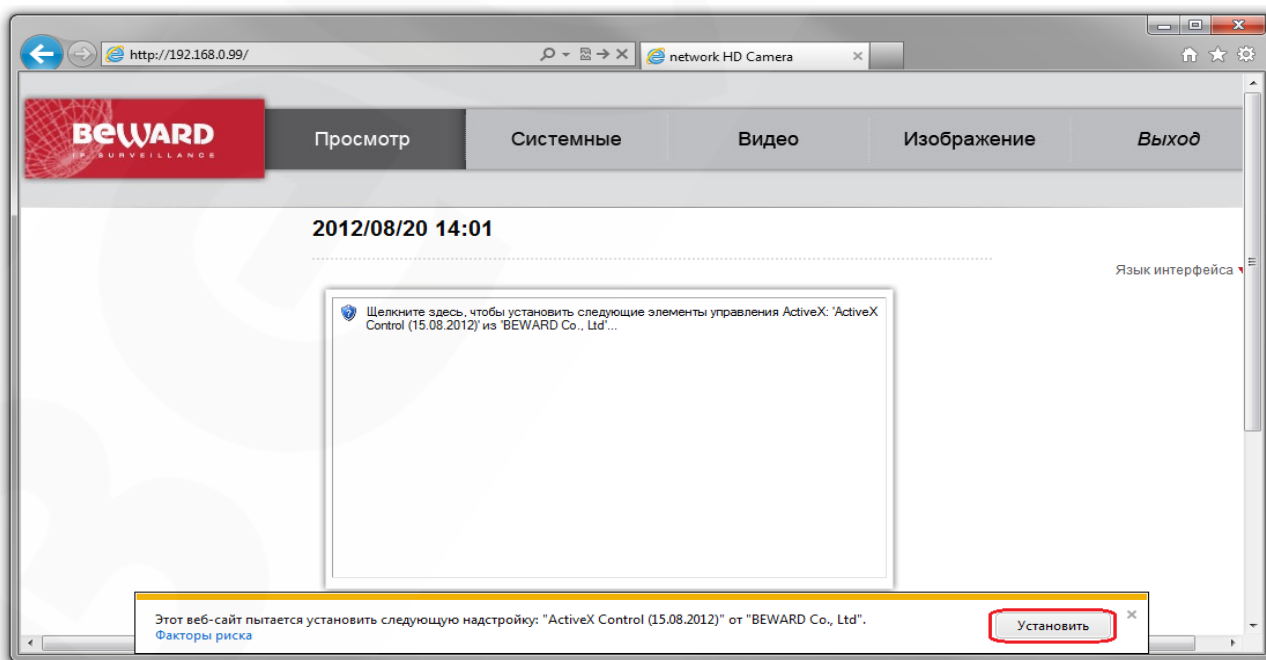 http://192.168.0.99/
network HD Camera
BEWARD
IP SURVEILLANCE
Просмотр
Системные
Видео
Изображение
Выход
2012/08/20 14:01
Язык интерфейса
Щелкните здесь, чтобы установить следующие элементы управления ActiveX: 'ActiveX
Control (15.08.2012)' из 'BEWARD Co., Ltd'...
Этот веб-сайт пытается установить следующую надстройку: "ActiveX Control (15.08.2012)" от "BEWARD Co., Ltd".
Факторы риска
Установить